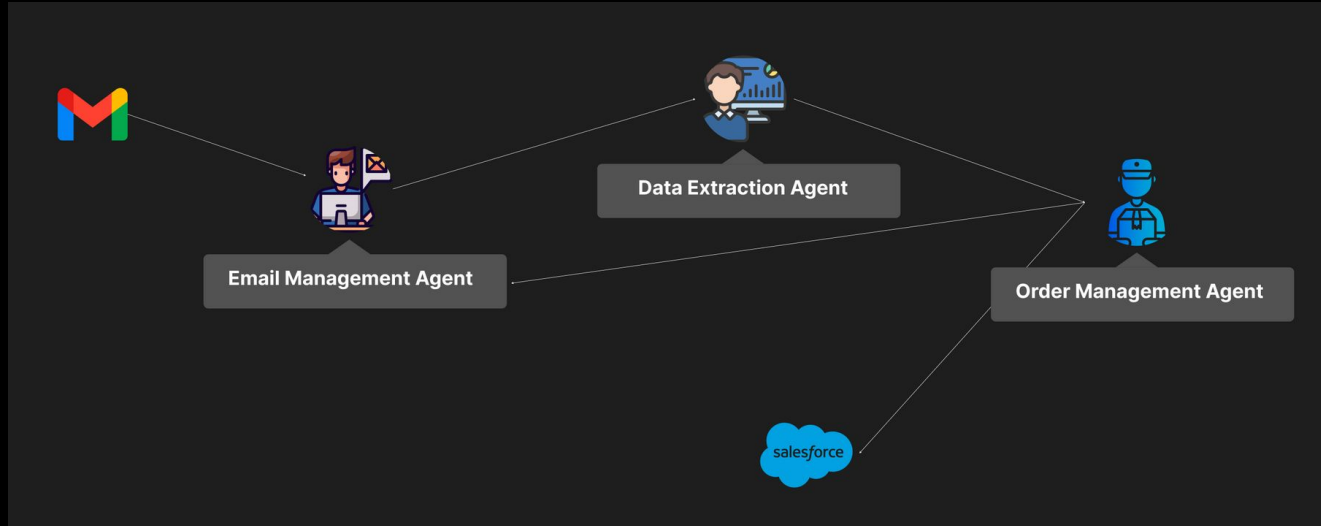 Data Extraction Agent
Email Management Agent
Order Management Agent
salesforce